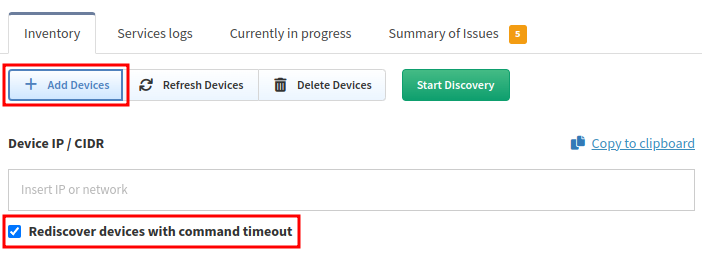 Inventory Services logs Currently in progress Summary of Issues 5
Add Devices Refresh Devices Delete Devices Start Discovery
Device IP / CIDR Copy to clipboard
Insert IP or network
Rediscover devices with command timeout